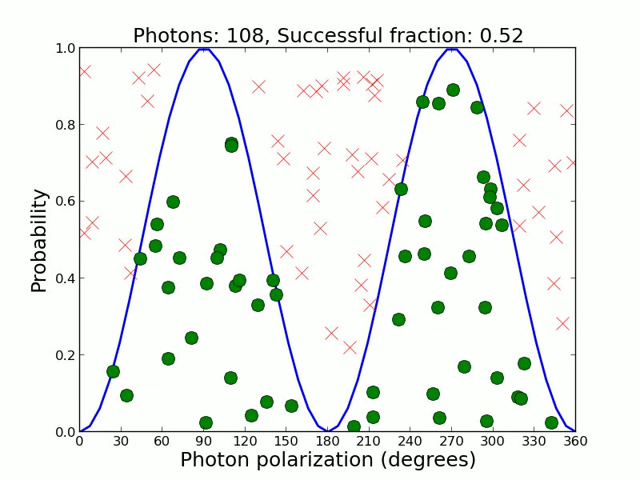 Photons: 108, Successful fraction: 0.52
1.0
0.8
0.6
0.4
0.2
0.0
Probability
0 30 60 90 120 150 180 210 240 270 300 330 360
Photon polarization (degrees)